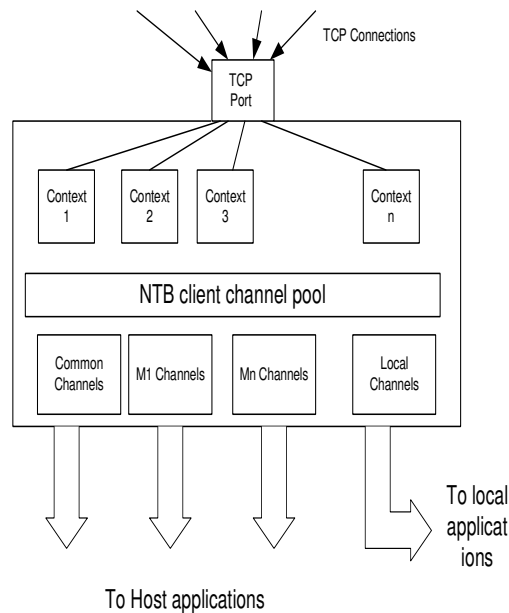 TCP Connections
TCP
Port
Context
1
Context
2
Context
3
Context
n
NTB client channel pool
Common
Channels
M1 Channels
Mn Channels
Local
Channels
To local
applicat
ions
To Host applications